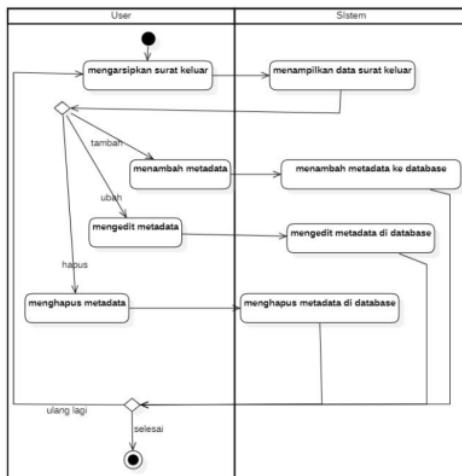 User
SIstem
mengarsipkan surat keluar
menampilkan data surat keluar
tambah
menambah metadata
menambah metadata ke database
ubah
mengedit metadata
mengedit metadata di database
hapus
menghapus metadata
menghapus metadata di database
ulang lagi
selesai